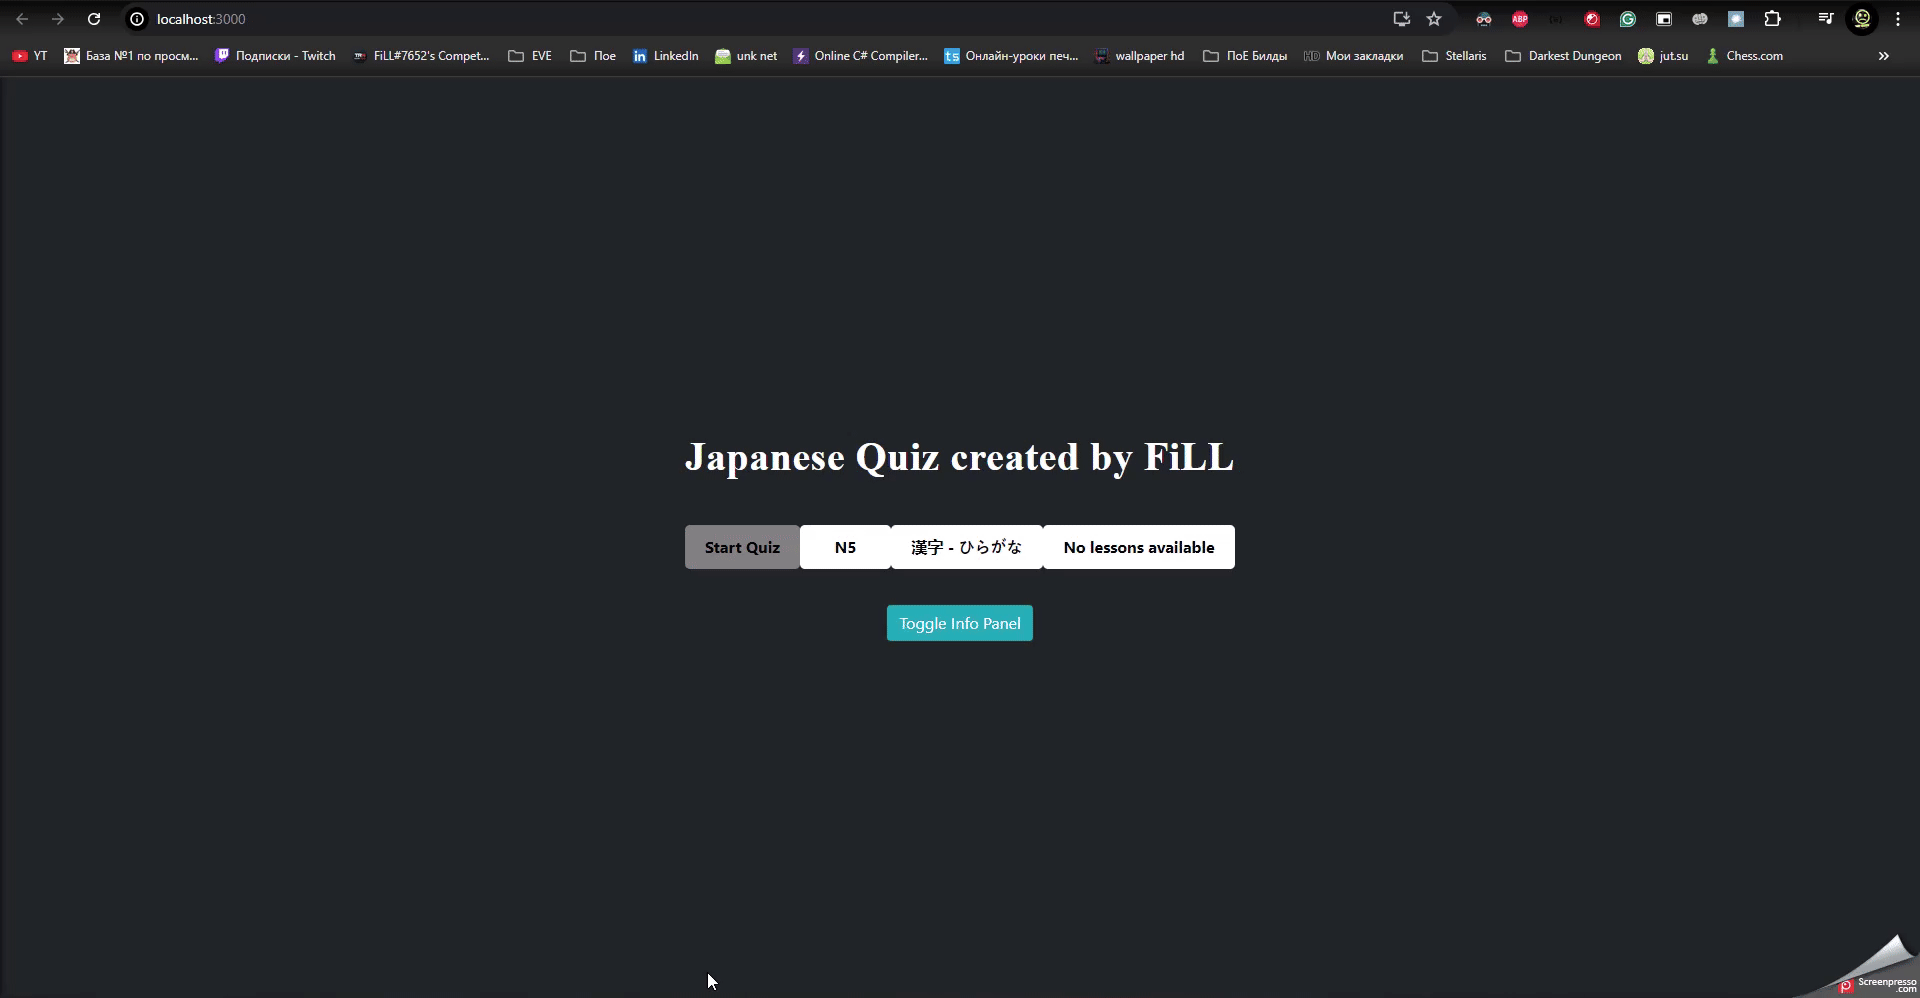 localhost:3000
YT
База №1 по просм...
Подписки - Twitch
FiLL#7652's Compet...
EVE
Пое
LinkedIn
unk net
Online C# Compiler...
Онлайн-уроки печ...
wallpaper hd
ПоЕ Билды
Мои закладки
Stellaris
Darkest Dungeon
jut.su
Chess.com
Japanese Quiz created by FiLL
Start Quiz
N5
漢字 - ひらがな
No lessons available
Toggle Info Panel
Screenpresso
.com